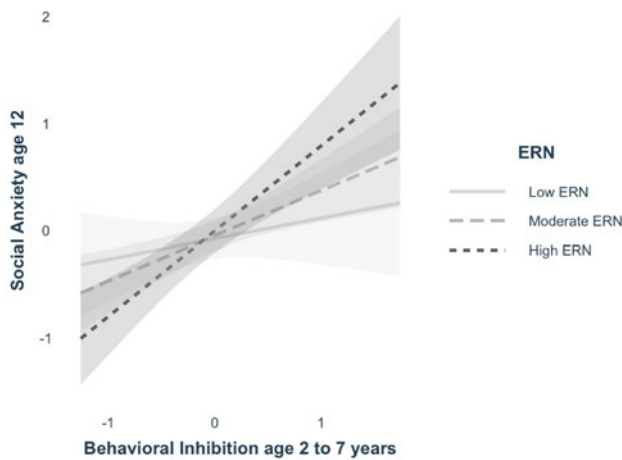 2
1
0
-1
Social Anxiety age 12
-1 0 1
Behavioral Inhibition age 2 to 7 years
ERN
Low ERN
Moderate ERN
High ERN